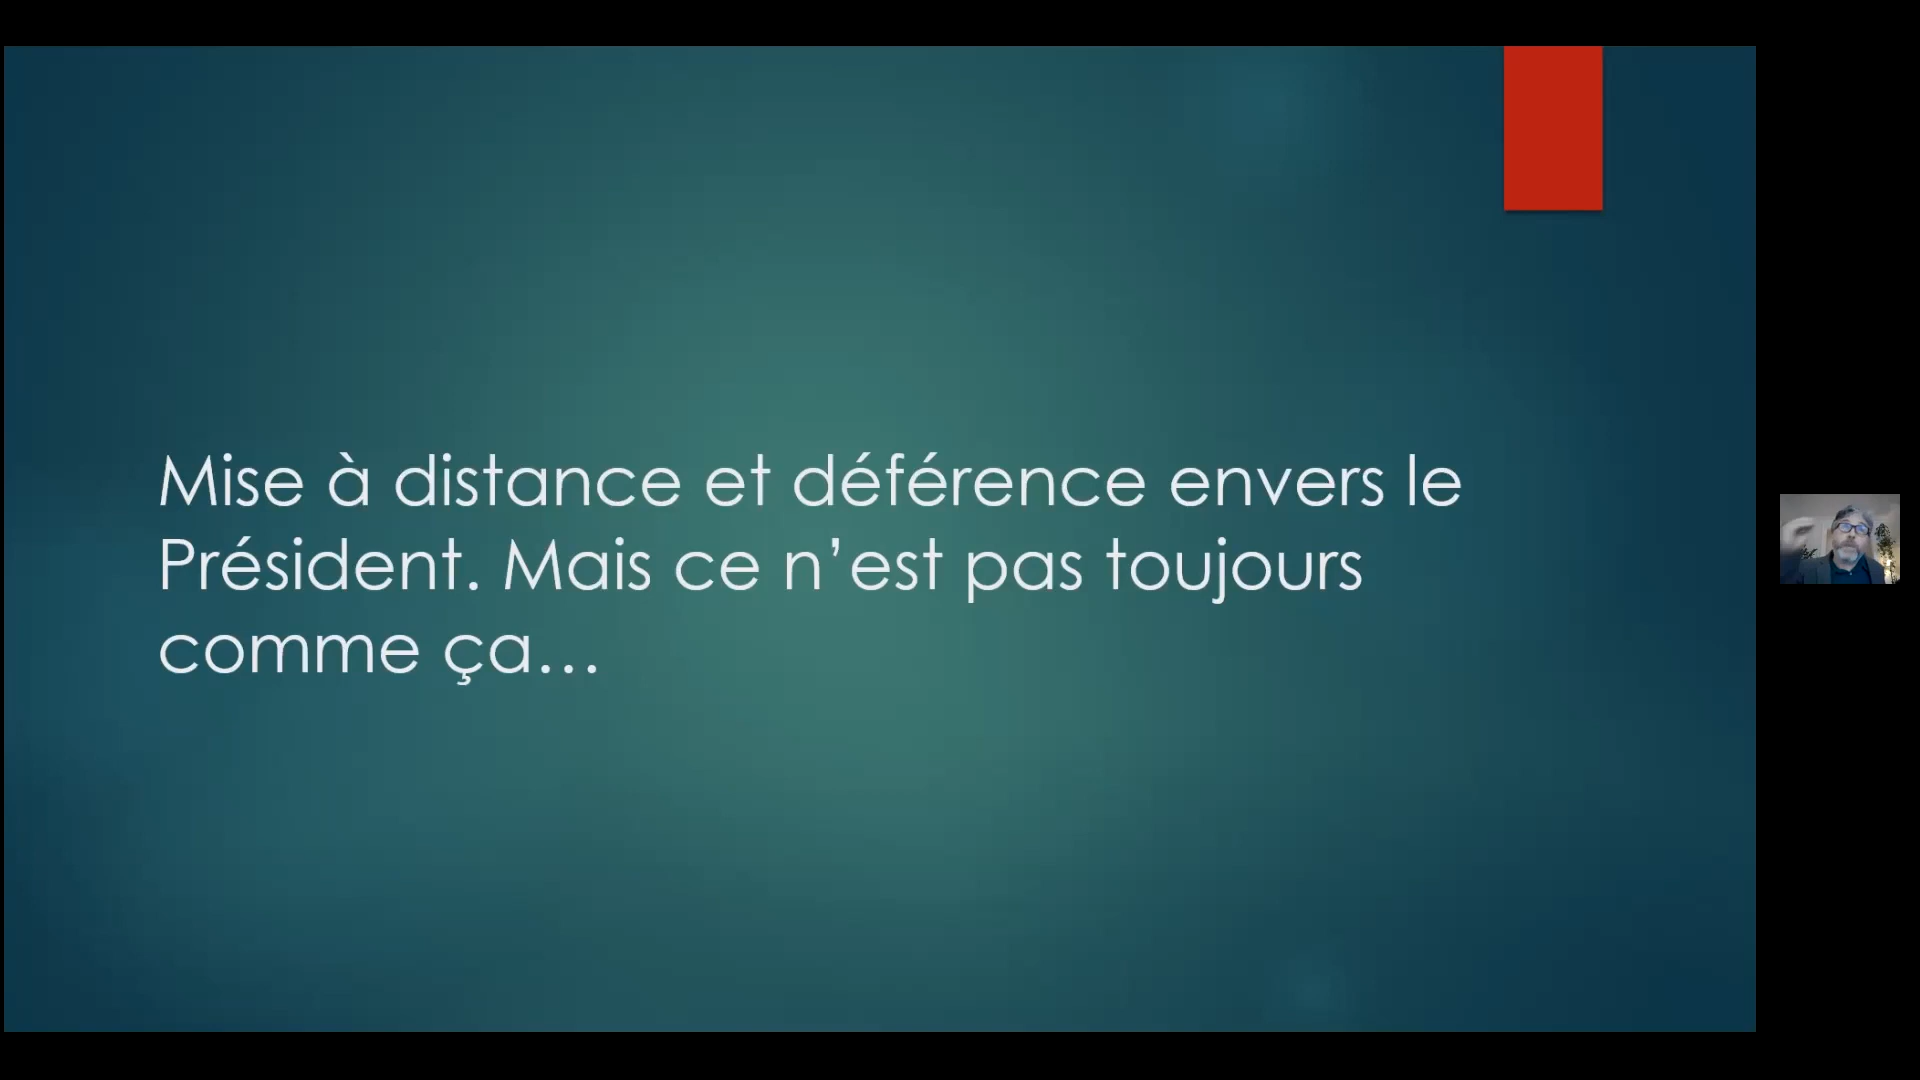 Mise à distance et déférence envers le
Président. Mais ce n’est pas toujours
comme ça…